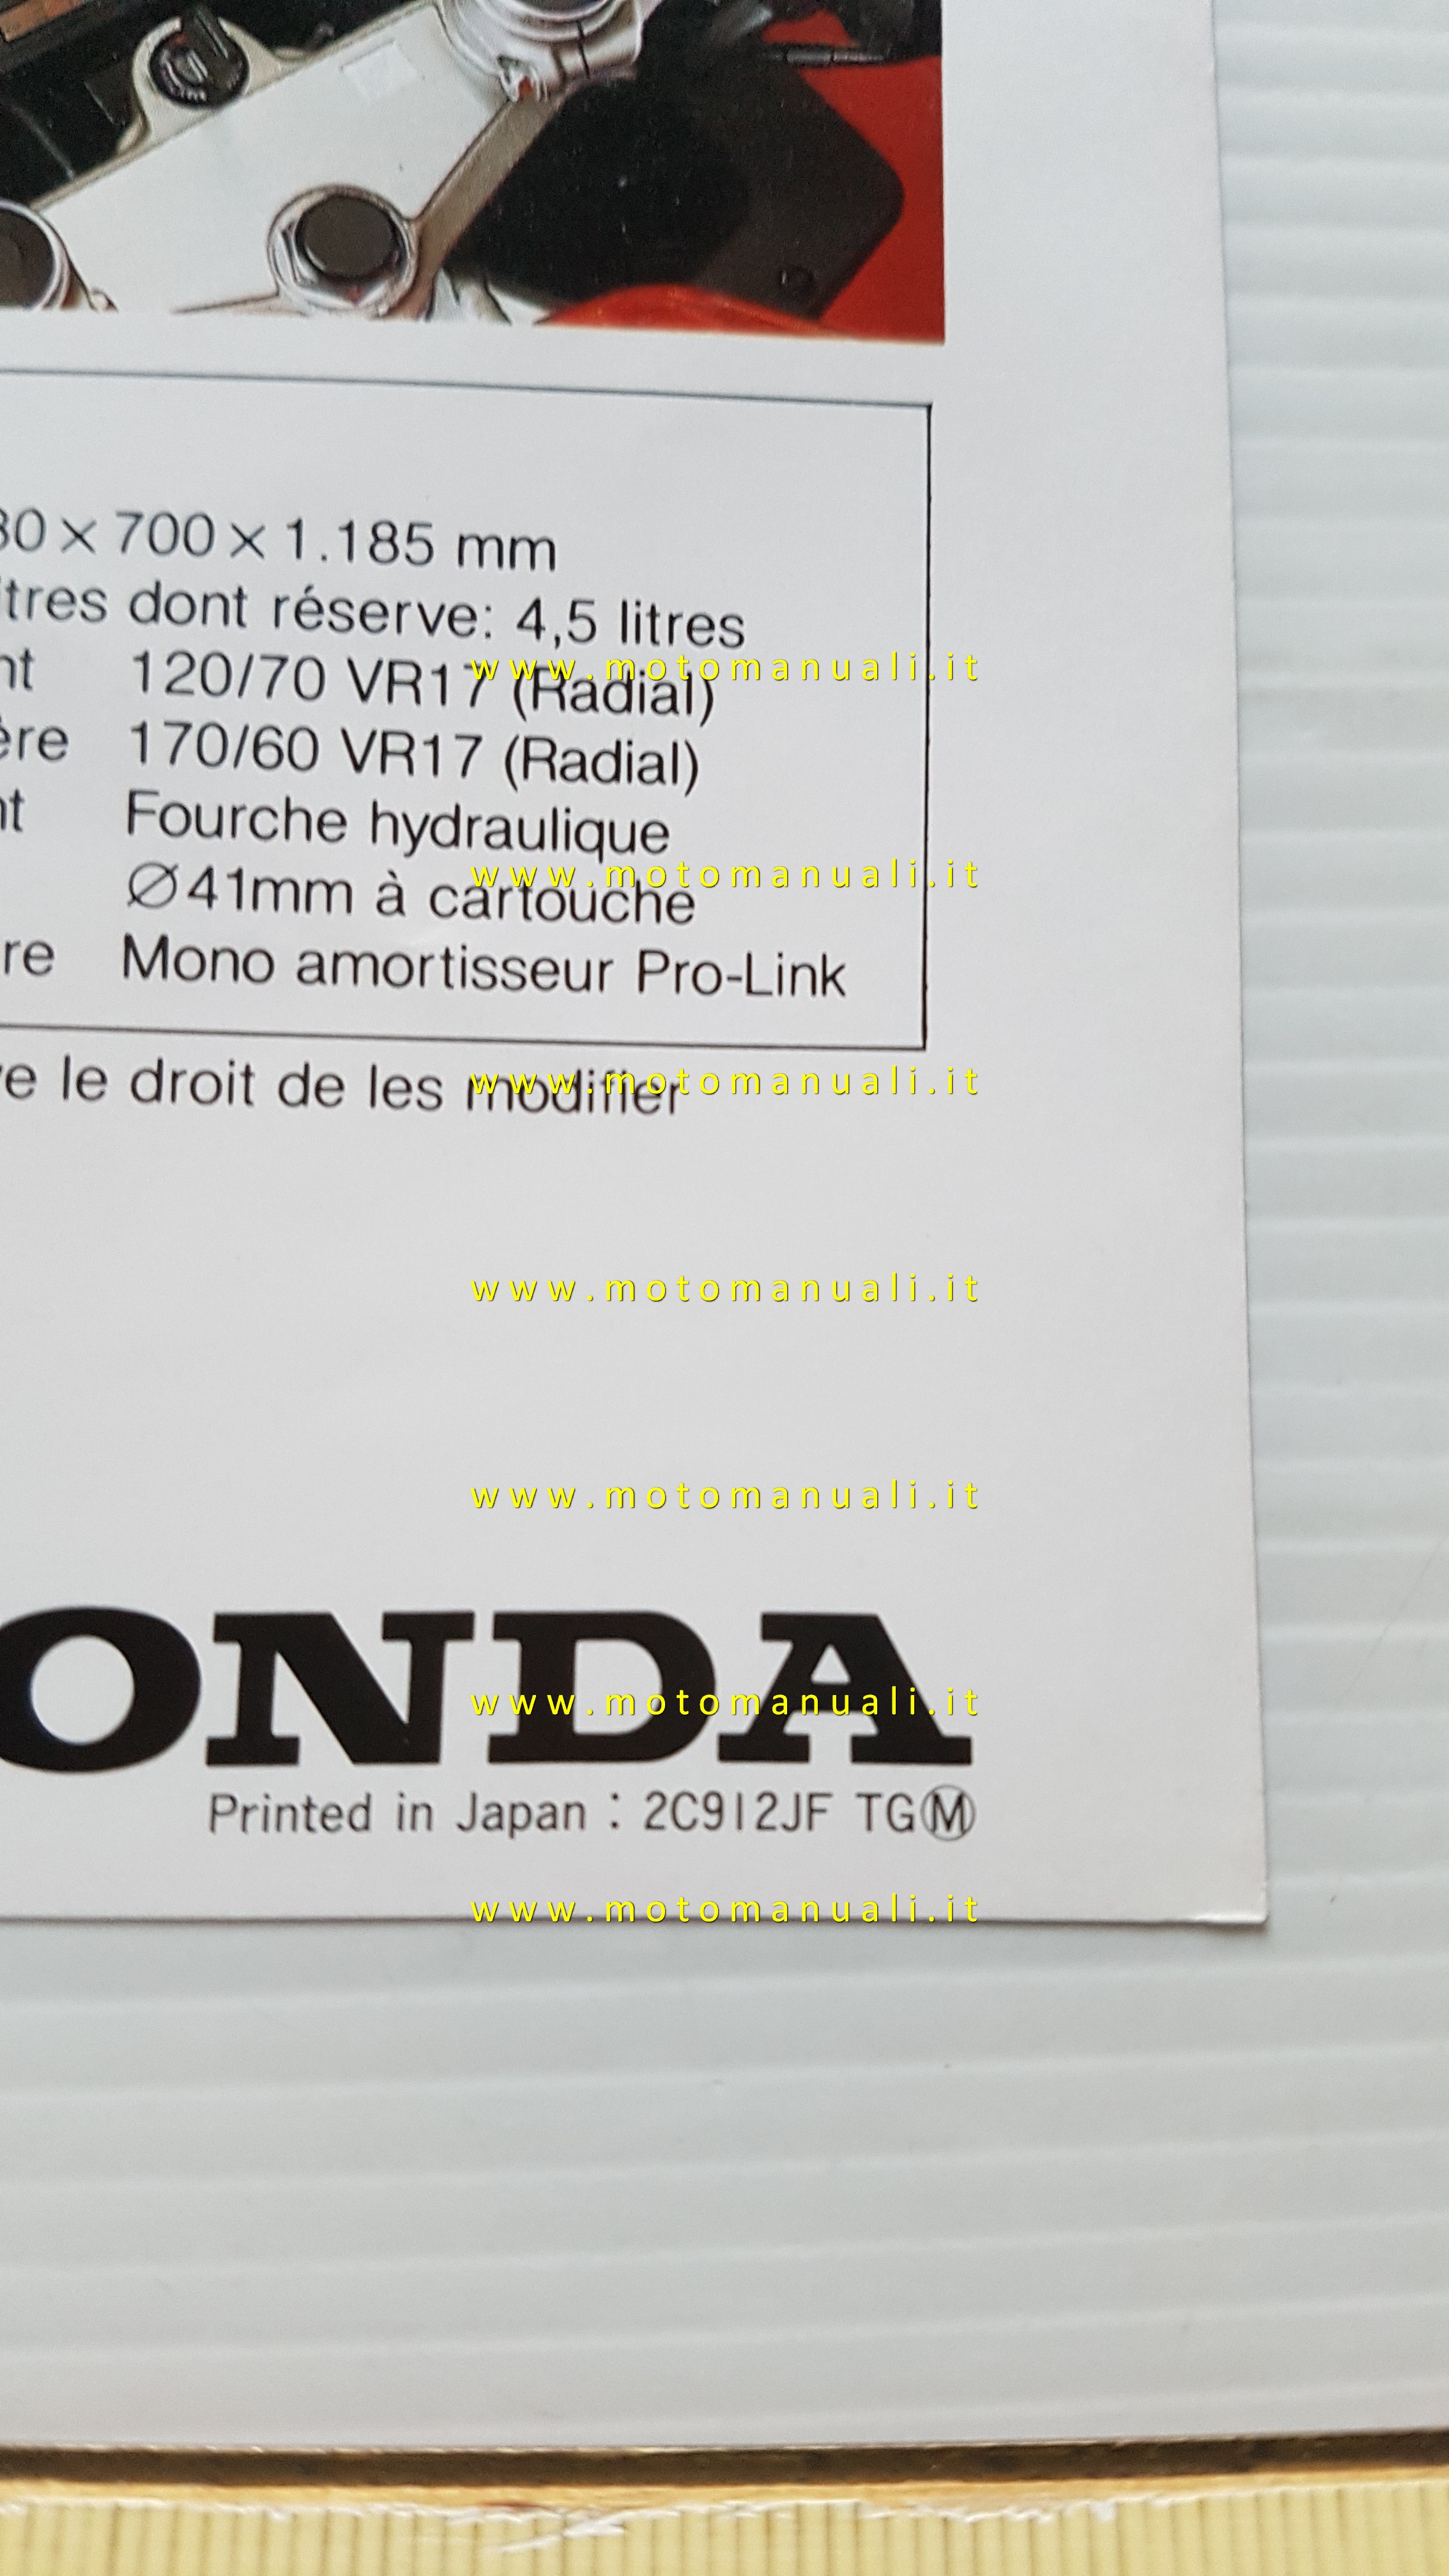 30 × 700 × 1.185 mm
itres dont réserve: 4,5 litres
nt 120/70 VR17 (Radial)
www.motomanuali.it
ère 170/60 VR17 (Radial)
nt Fourche hydraulique
www.motomanuali.it
Ø41mm à cartouche
re Mono amortisseur Pro-Link
ve le droit de les modifier
www.motomanuali.it
www.motomanuali.it
www.motomanuali.it
ONDA
www.motomanuali.it
Printed in Japan : 2C912JF TGⓂ
www.motomanuali.it